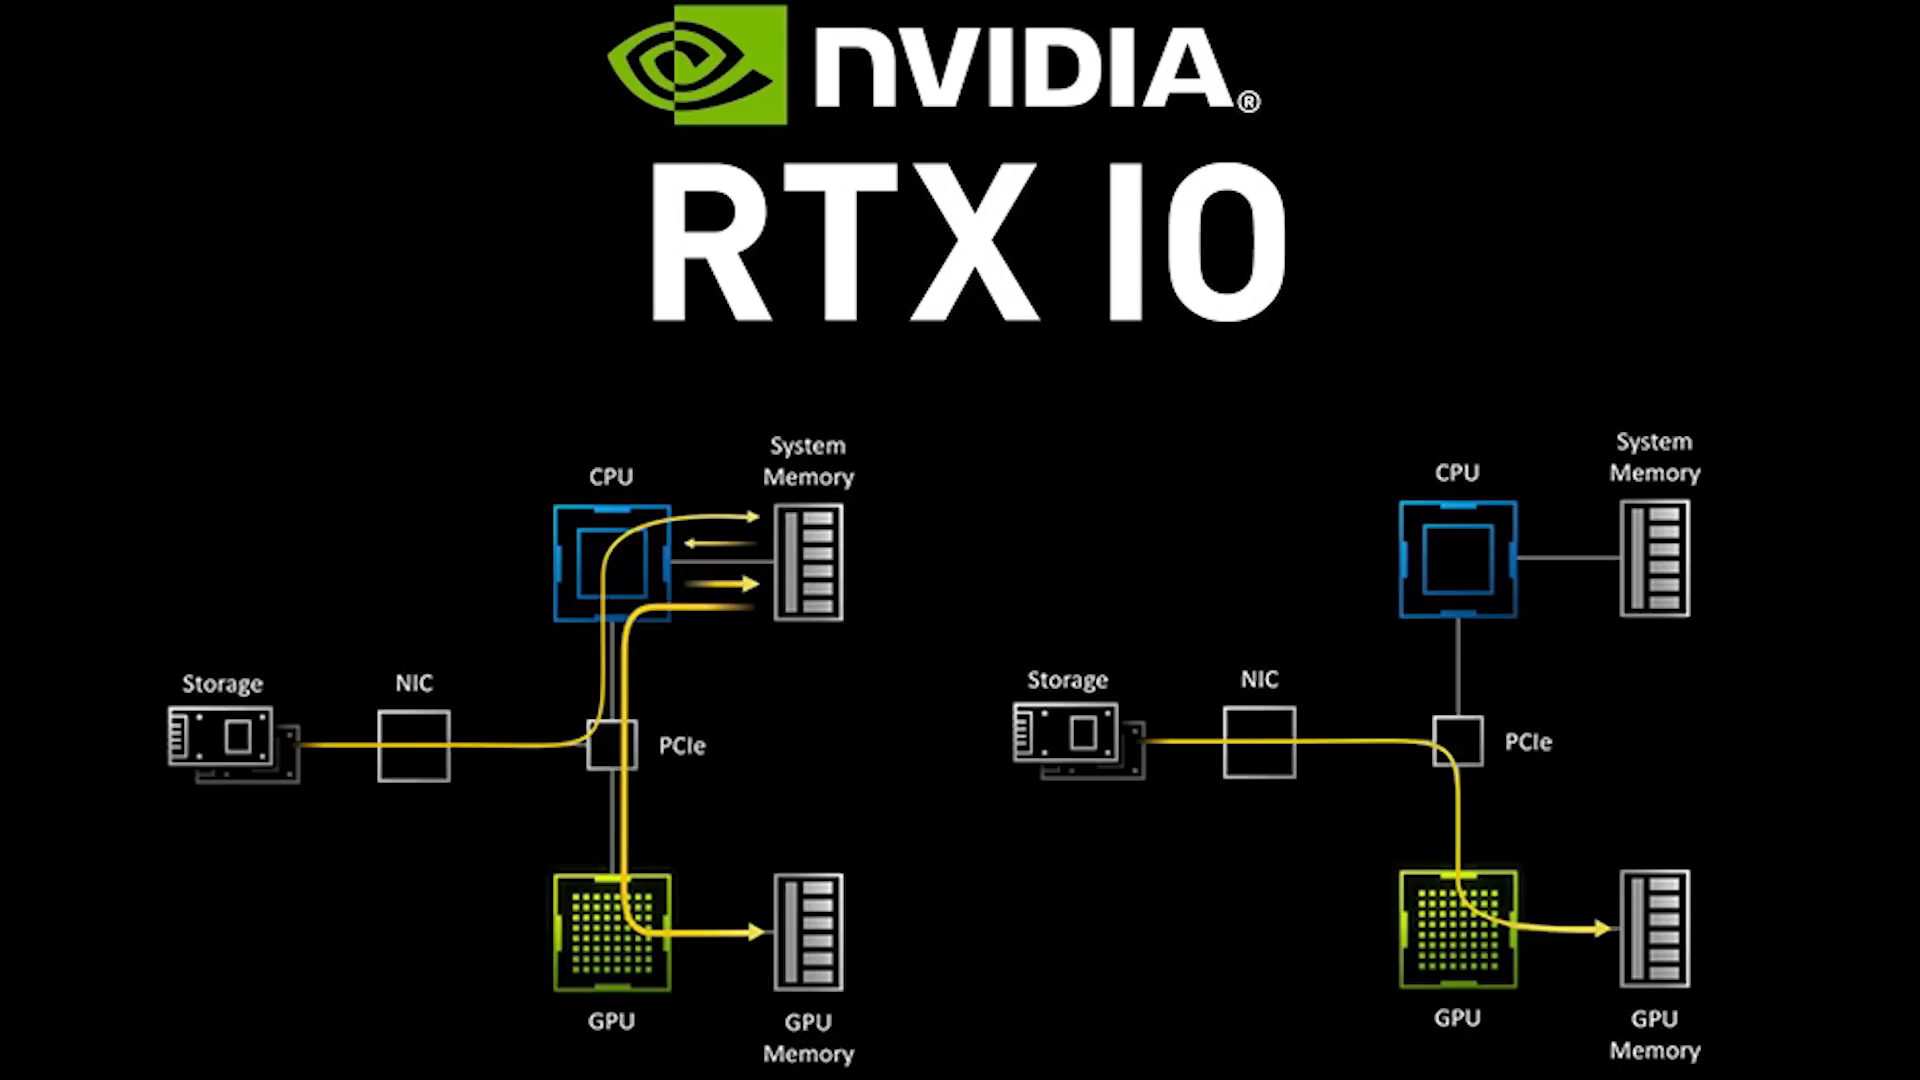 NVIDIA®
RTX IO
System
Memory
CPU
Storage
NIC
PCIe
GPU
GPU
Memory
System
Memory
CPU
Storage
NIC
PCIe
GPU
GPU
Memory